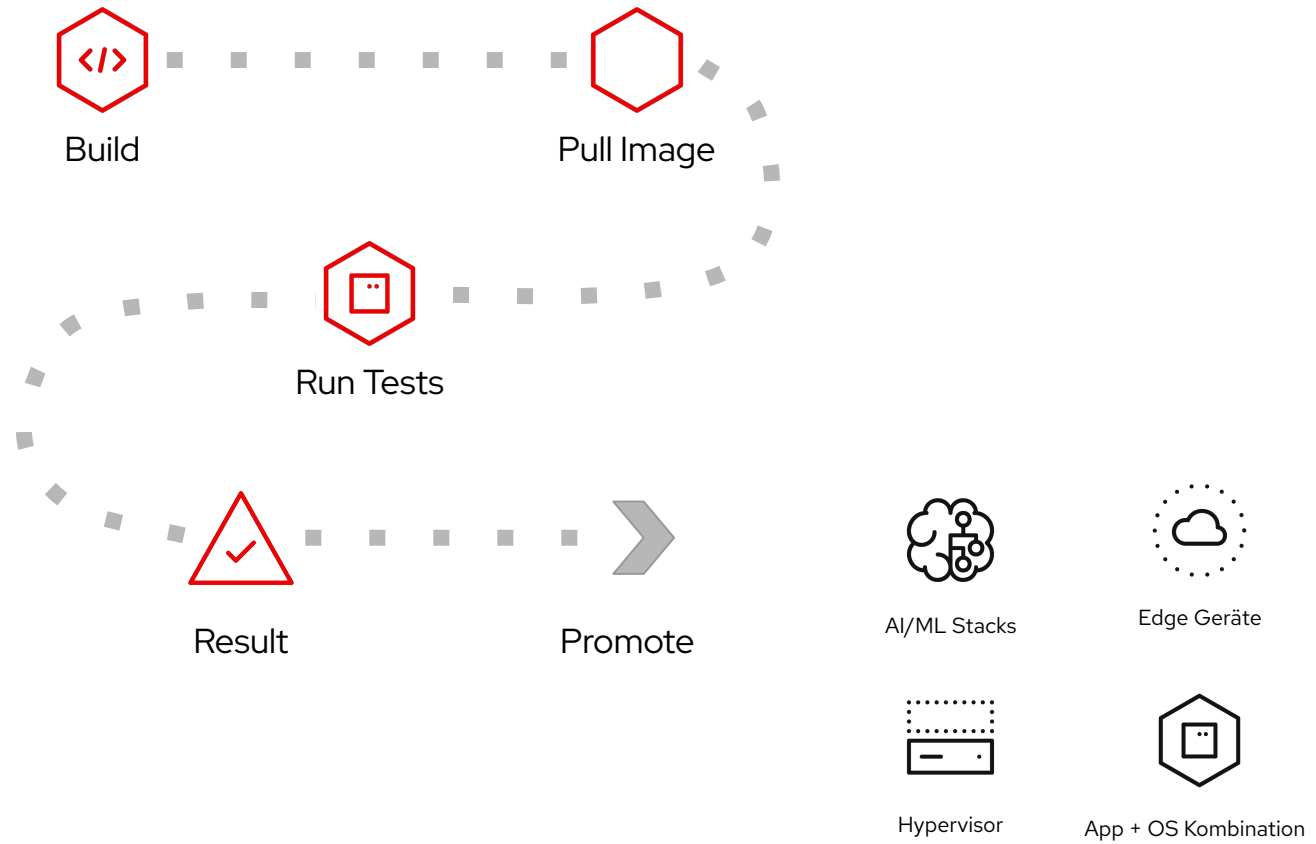 Build
Pull Image
Run Tests
Result
Promote
AI/ML Stacks
Edge Geräte
Hypervisor
App + OS Kombination